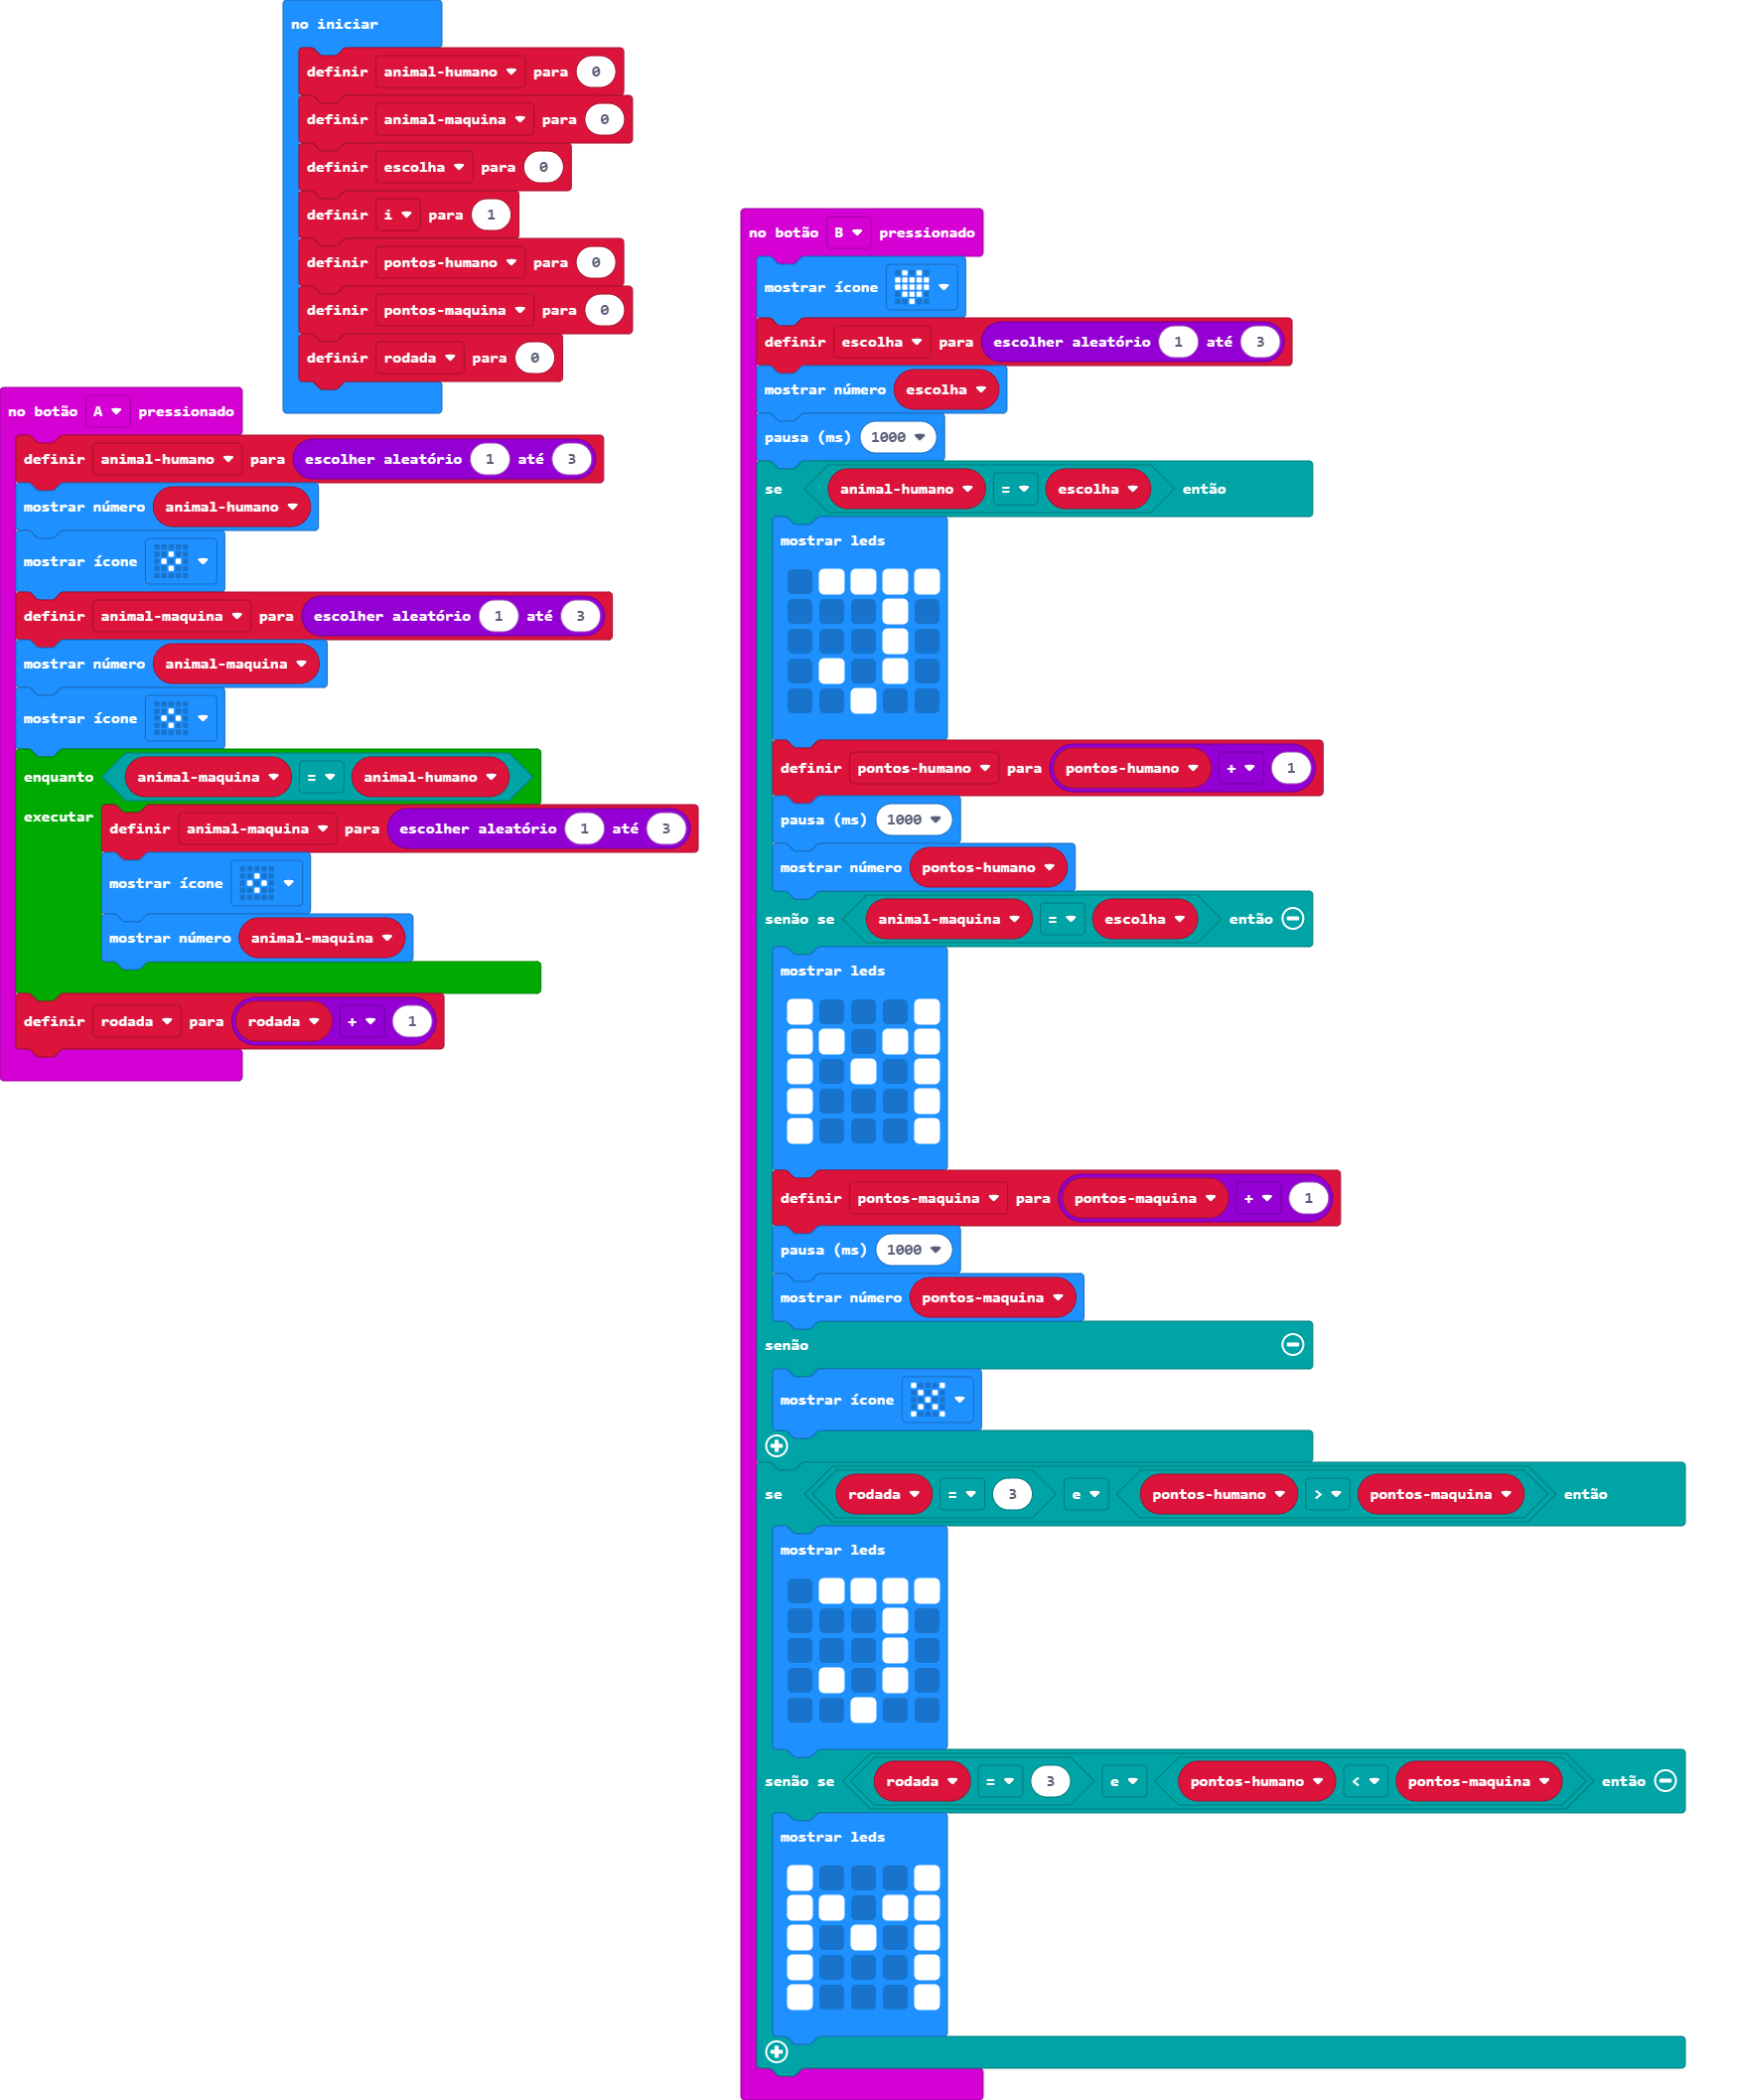 no iniciar
definir animal-humano para 0
definir animal-maquina para 0
definir escolha para 0
definir i para 1
definir pontos-humano para 0
definir pontos-maquina para 0
definir rodada para 0
no botão A pressionado
definir animal-humano para escolher aleatório 1 até 3
mostrar número animal-humano
mostrar ícone
definir animal-maquina para escolher aleatório 1 até 3
mostrar número animal-maquina
mostrar ícone
enquanto animal-maquina = animal-humano
executar
definir animal-maquina para escolher aleatório 1 até 3
mostrar ícone
mostrar número animal-maquina
definir rodada para rodada + 1
no botão B pressionado
mostrar ícone
definir escolha para escolher aleatório 1 até 3
mostrar número escolha
pausa (ms) 1000
se animal-humano = escolha então
mostrar leds
definir pontos-humano para pontos-humano + 1
pausa (ms) 1000
mostrar número pontos-humano
senão se animal-maquina = escolha então
mostrar leds
definir pontos-maquina para pontos-maquina + 1
pausa (ms) 1000
mostrar número pontos-maquina
senão
mostrar ícone
se rodada = 3 e pontos-humano > pontos-maquina então
mostrar leds
senão se rodada = 3 e pontos-humano < pontos-maquina então
mostrar leds